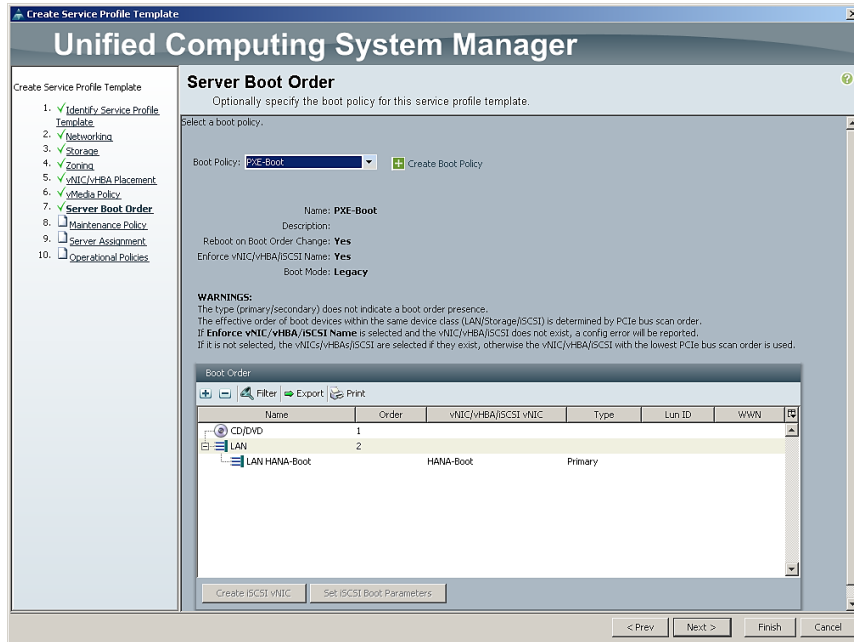 Create Service Profile Template
Unified Computing System Manager
Create Service Profile Template
1. Identify Service Profile
Template
2. Networking
3. Storage
4. Zoning
5. vNIC/vHBA Placement
6. vMedia Policy
7. Server Boot Order
8. Maintenance Policy
9. Server Assignment
10. Operational Policies
Server Boot Order
Optionally specify the boot policy for this service profile template.
Select a boot policy.
Boot Policy: PXE-Boot
Create Boot Policy
Name: PXE-Boot
Description:
Reboot on Boot Order Change: Yes
Enforce vNIC/vHBA/iSCSI Name: Yes
Boot Mode: Legacy
WARNINGS:
The type (primary/secondary) does not indicate a boot order presence.
The effective order of boot devices within the same device class (LAN/Storage/iSCSI) is determined by PCIe bus scan order.
If Enforce vNIC/vHBA/iSCSI Name is selected and the vNIC/vHBA/iSCSI does not exist, a config error will be reported.
If it is not selected, the vNICs/vHBAs/iSCSI are selected if they exist, otherwise the vNIC/vHBA/iSCSI with the lowest PCIe bus scan order is used.
Boot Order
Filter Export Print
Name Order vNIC/vHBA/iSCSI vNIC Type Lun ID WWN
CD/DVD 1
LAN 2
LAN HANA-Boot HANA-Boot Primary
Create iSCSI vNIC Set iSCSI Boot Parameters
< Prev Next > Finish Cancel